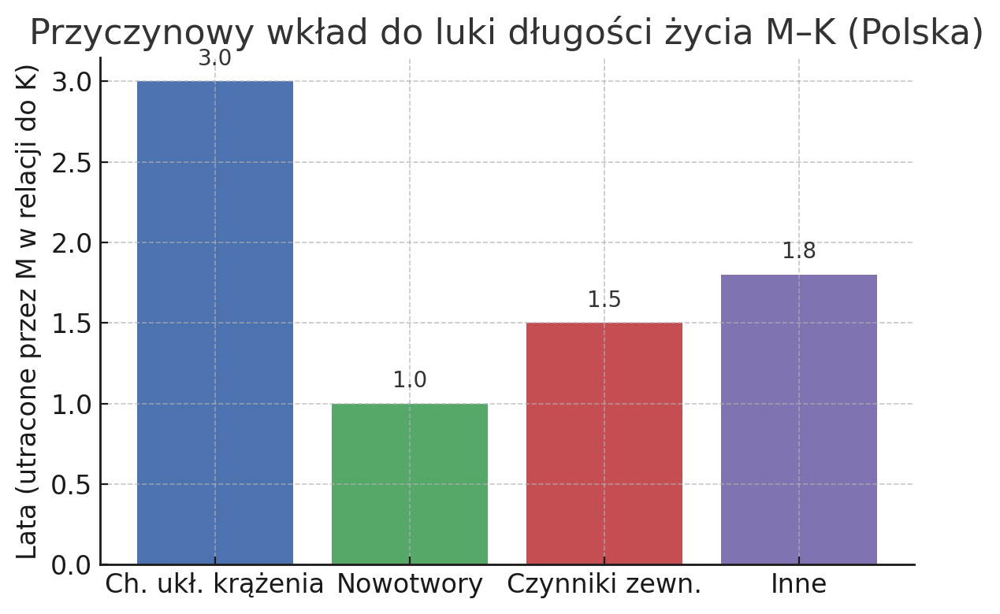 Przyczynowy wkład do luki długości życia M–K (Polska)
Lata (utracone przez M w relacji do K)
3.0
2.5
2.0
1.5
1.0
0.5
0.0
3.0
1.0
1.5
1.8
Ch. ukł. krążenia
Nowotwory
Czynniki zewn.
Inne